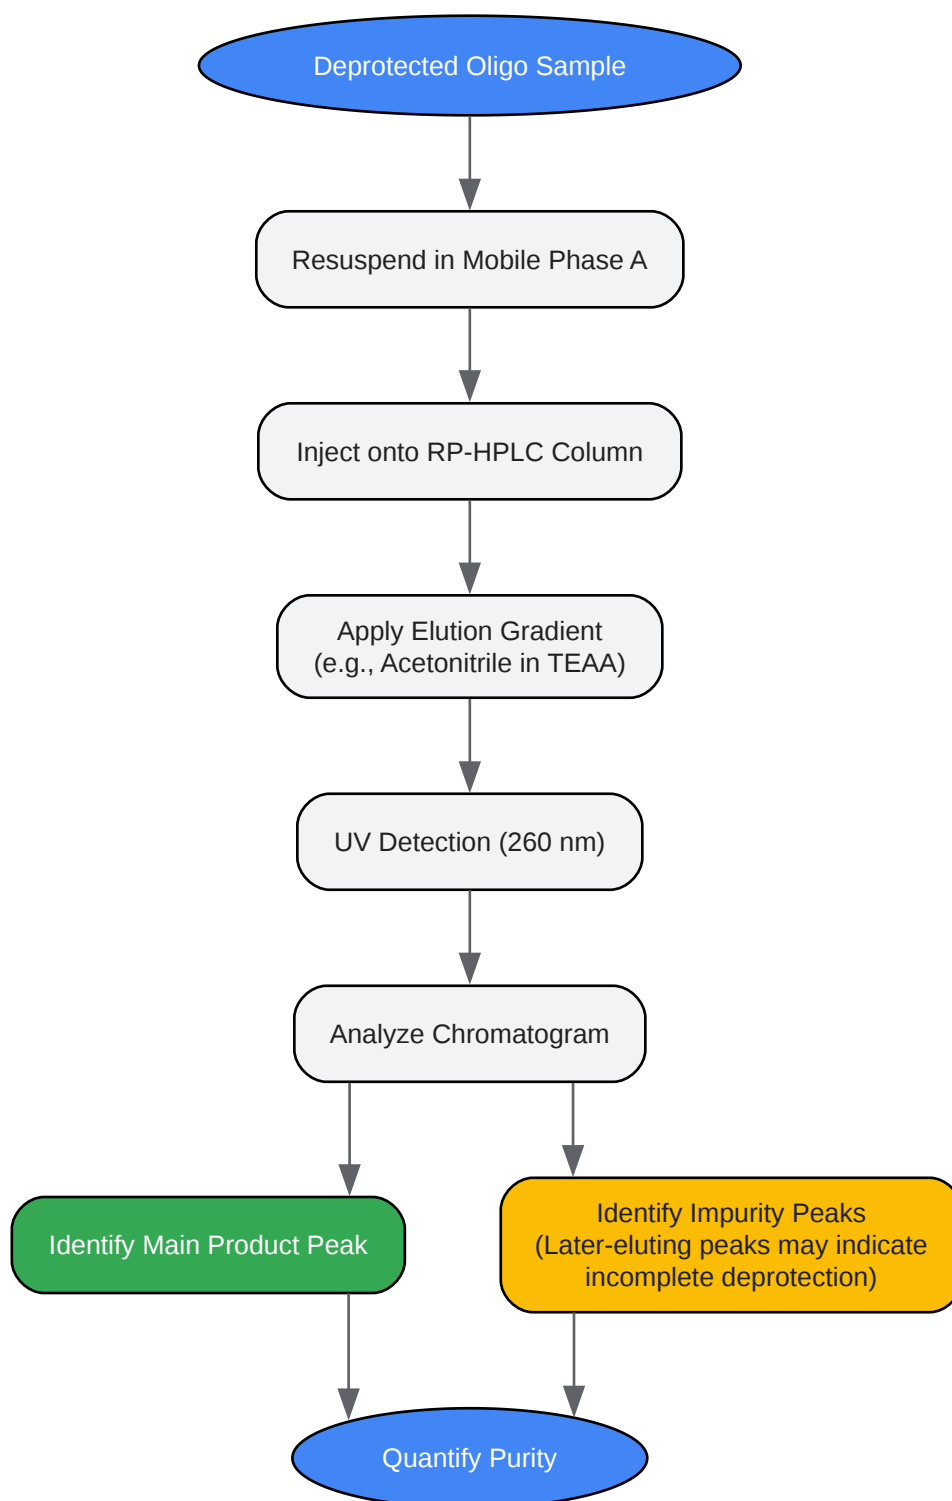 Deprotected Oligo Sample
Resuspend in Mobile Phase A
Inject onto RP-HPLC Column
Apply Elution Gradient
(e.g., Acetonitrile in TEAA)
UV Detection (260 nm)
Analyze Chromatogram
Identify Main Product Peak
Identify Impurity Peaks
(Later-eluting peaks may indicate
incomplete deprotection)
Quantify Purity